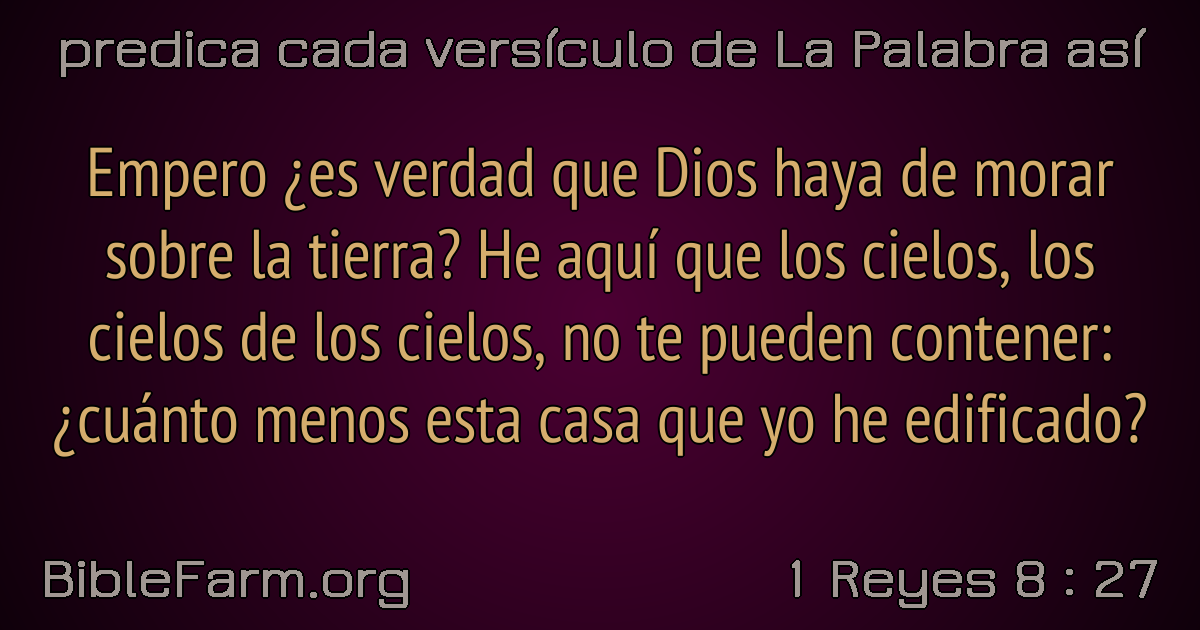 predica cada versículo de La Palabra así
Empero ¿es verdad que Dios haya de morar
sobre la tierra? He aquí que los cielos, los
cielos de los cielos, no te pueden contener:
¿cuánto menos esta casa que yo he edificado?
BibleFarm.org
1 Reyes 8 : 27